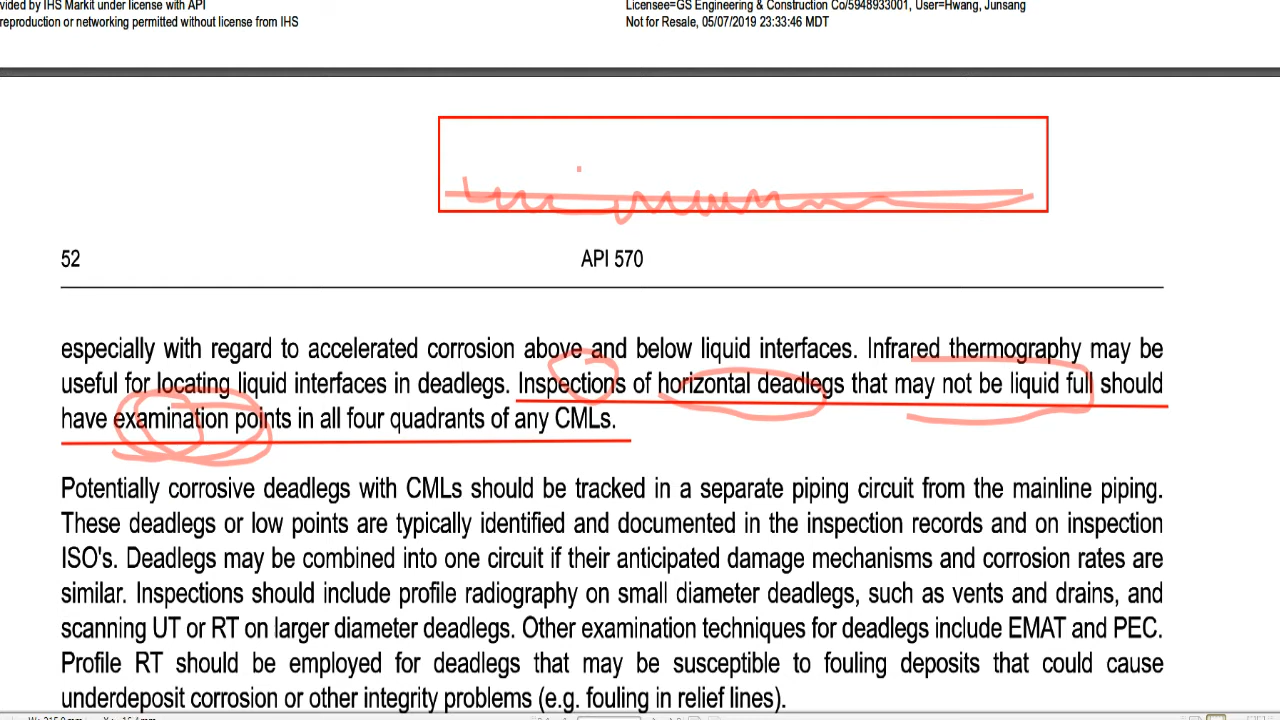 vided by IHS Markit under license with API
Licensee=GS Engineering & Construction Co/5948933001, User=Hwang, Junsang
reproduction or networking permitted without license from IHS
Not for Resale, 05/07/2019 23:33:46 MDT
52
API 570
especially with regard to accelerated corrosion above and below liquid interfaces. Infrared thermography may be
useful for locating liquid interfaces in deadlegs. Inspections of horizontal deadlegs that may not be liquid full should
have examination points in all four quadrants of any CMLs.
Potentially corrosive deadlegs with CMLs should be tracked in a separate piping circuit from the mainline piping.
These deadlegs or low points are typically identified and documented in the inspection records and on inspection
ISO's. Deadlegs may be combined into one circuit if their anticipated damage mechanisms and corrosion rates are
similar. Inspections should include profile radiography on small diameter deadlegs, such as vents and drains, and
scanning UT or RT on larger diameter deadlegs. Other examination techniques for deadlegs include EMAT and PEC.
Profile RT should be employed for deadlegs that may be susceptible to fouling deposits that could cause
underdeposit corrosion or other integrity problems (e.g. fouling in relief lines).